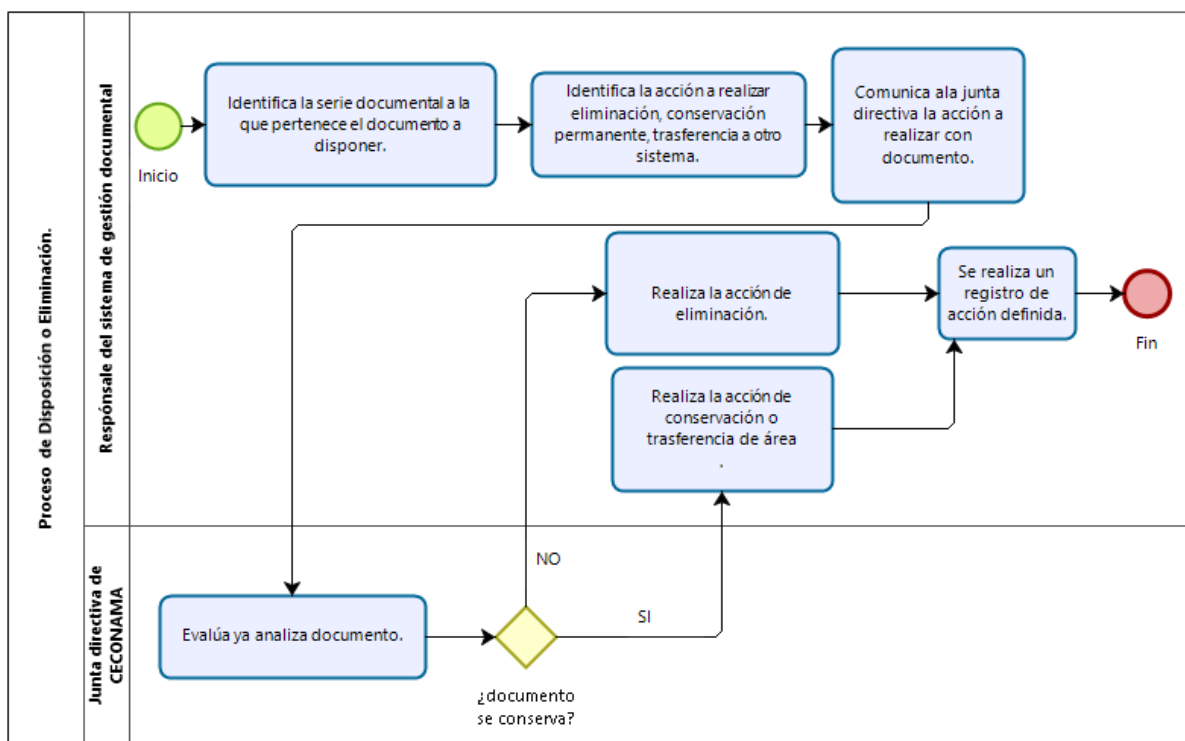 Proceso de Disposición o Eliminación.
Respónsale del sistema de gestión documental
Inicio
Identifica la serie documental a la
que pertenece el documento a
disponer.
Identifica la acción a realizar
eliminación, conservación
permanente, trasferencia a otro
sistema.
Comunica ala junta
directiva la acción a
realizar con
documento.
Realiza la acción de
eliminación.
Se realiza un
registro de
acción definida.
Fin
Realiza la acción de
conservación o
trasferencia de área
.
Junta directiva de
CECONAMA
Evalúa ya analiza documento.
NO
SI
¿documento
se conserva?